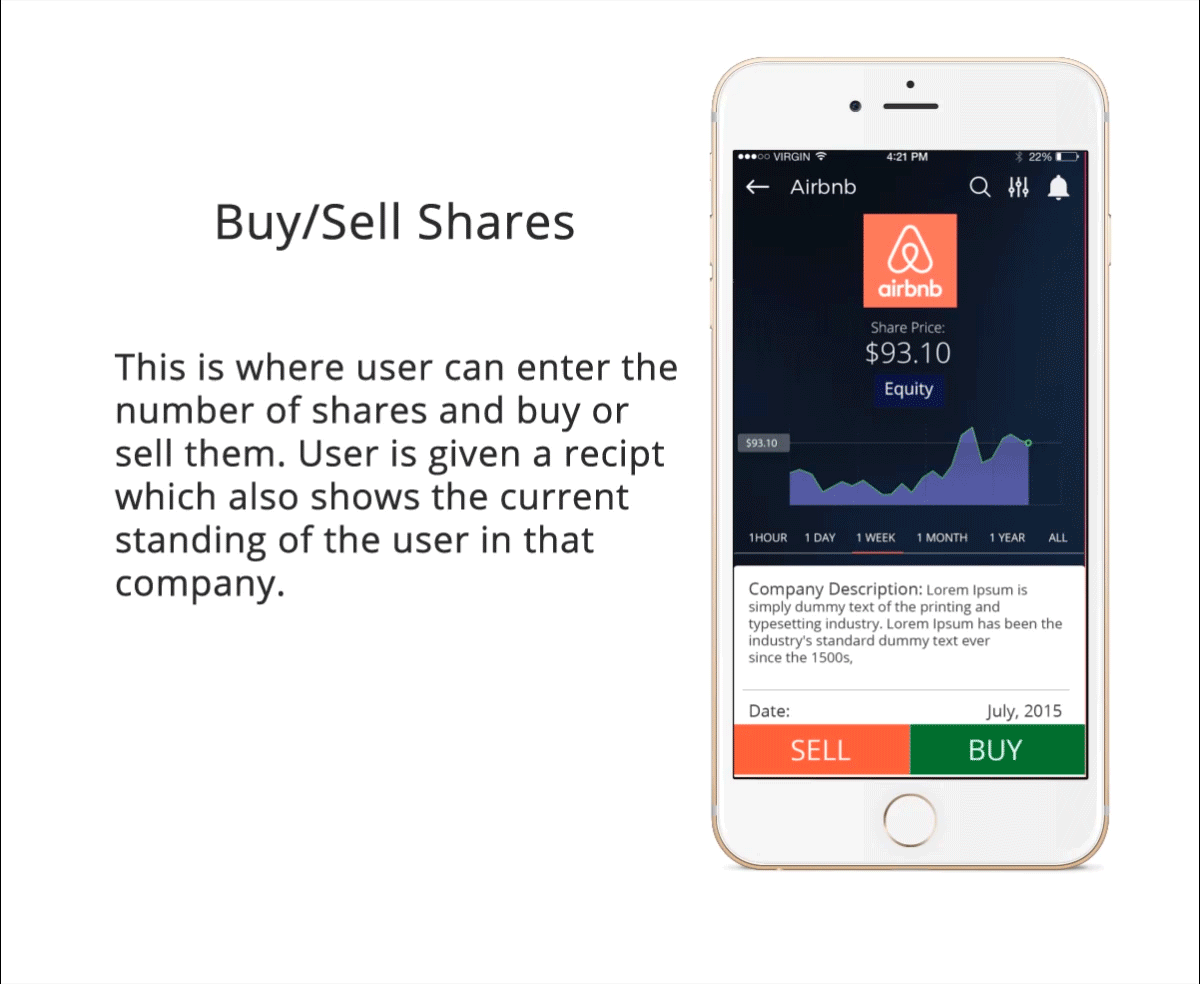 Buy/Sell Shares
This is where user can enter the
number of shares and buy or
sell them. User is given a recipt
which also shows the current
standing of the user in that
company.
VIRGIN 4:21 PM 22%
Airbnb
airbnb
Share Price:
$93.10
Equity
$93.10
1HOUR 1 DAY 1 WEEK 1 MONTH 1 YEAR ALL
Company Description: Lorem Ipsum is
simply dummy text of the printing and
typesetting industry. Lorem Ipsum has been the
industry's standard dummy text ever
since the 1500s,
Date: July, 2015
SELL BUY